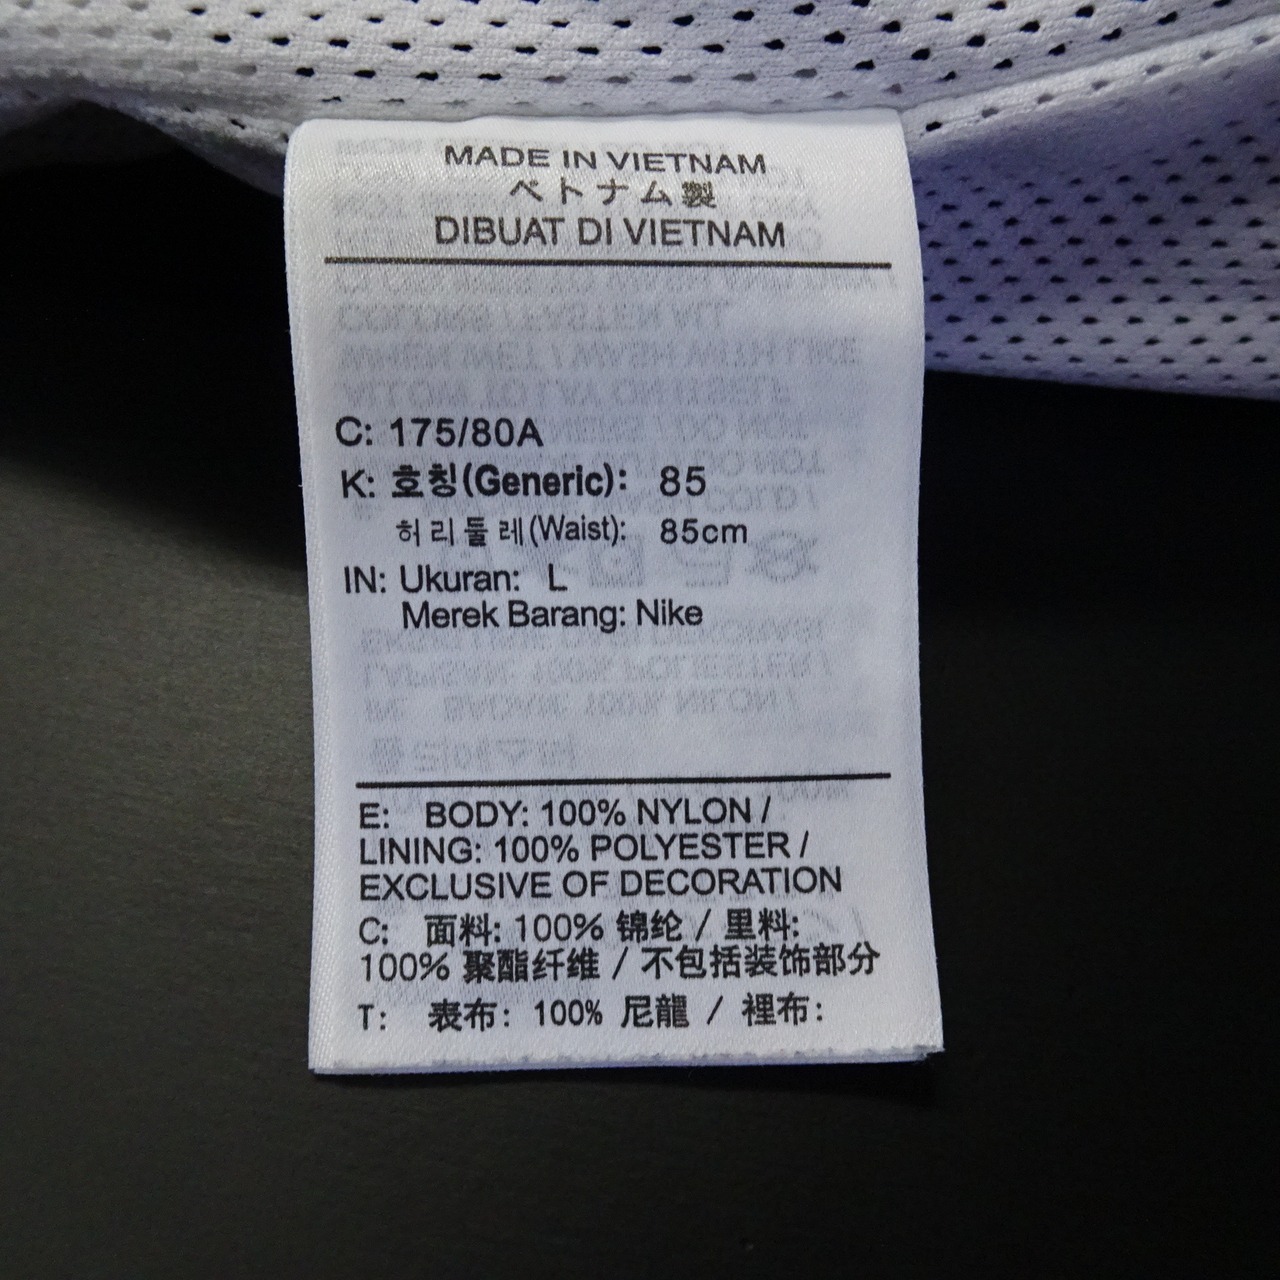 MADE IN VIETNAM
ベトナム製
DIBUAT DI VIETNAM
C: 175/80A
K: 호칭(Generic): 85
허리둘레(Waist): 85cm
IN: Ukuran: L
Merek Barang: Nike
E: BODY: 100% NYLON /
LINING: 100% POLYESTER /
EXCLUSIVE OF DECORATION
C: 面料: 100% 锦纶 / 里料:
100% 聚酯纤维 / 不包括装饰部分
T: 表布: 100% 尼龍 / 裡布: